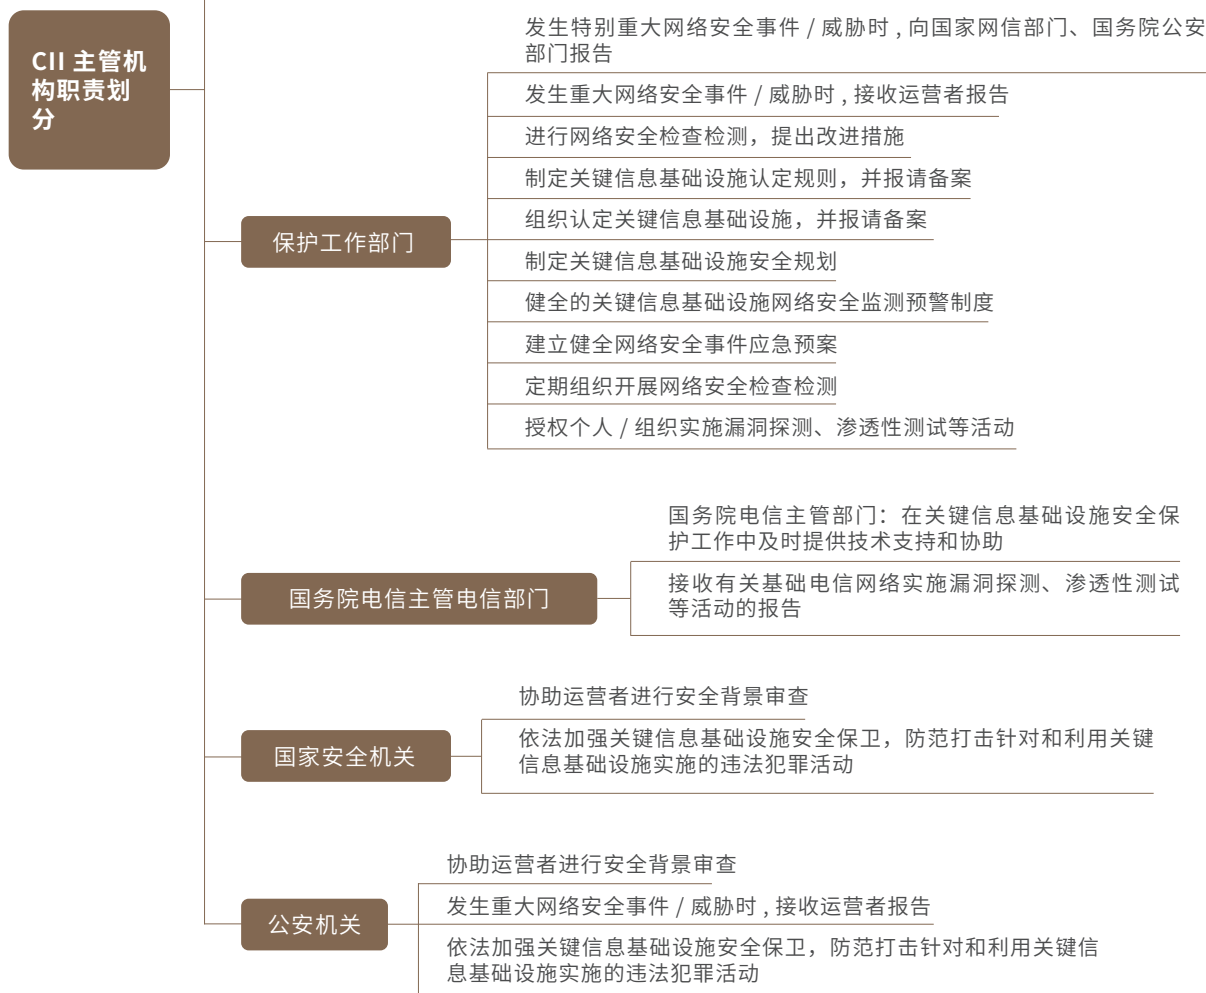 CII 主管机
构职责划
分
发生特别重大网络安全事件 / 威胁时 , 向国家网信部门、国务院公安
部门报告
发生重大网络安全事件 / 威胁时 , 接收运营者报告
进行网络安全检查检测，提出改进措施
制定关键信息基础设施认定规则，并报请备案
组织认定关键信息基础设施，并报请备案
保护工作部门
制定关键信息基础设施安全规划
健全的关键信息基础设施网络安全监测预警制度
建立健全网络安全事件应急预案
定期组织开展网络安全检查检测
授权个人 / 组织实施漏洞探测、渗透性测试等活动
国务院电信主管部门：在关键信息基础设施安全保
护工作中及时提供技术支持和协助
国务院电信主管电信部门
接收有关基础电信网络实施漏洞探测、渗透性测试
等活动的报告
协助运营者进行安全背景审查
国家安全机关
依法加强关键信息基础设施安全保卫，防范打击针对和利用关键
信息基础设施实施的违法犯罪活动
协助运营者进行安全背景审查
发生重大网络安全事件 / 威胁时 , 接收运营者报告
公安机关
依法加强关键信息基础设施安全保卫，防范打击针对和利用关键信
息基础设施实施的违法犯罪活动